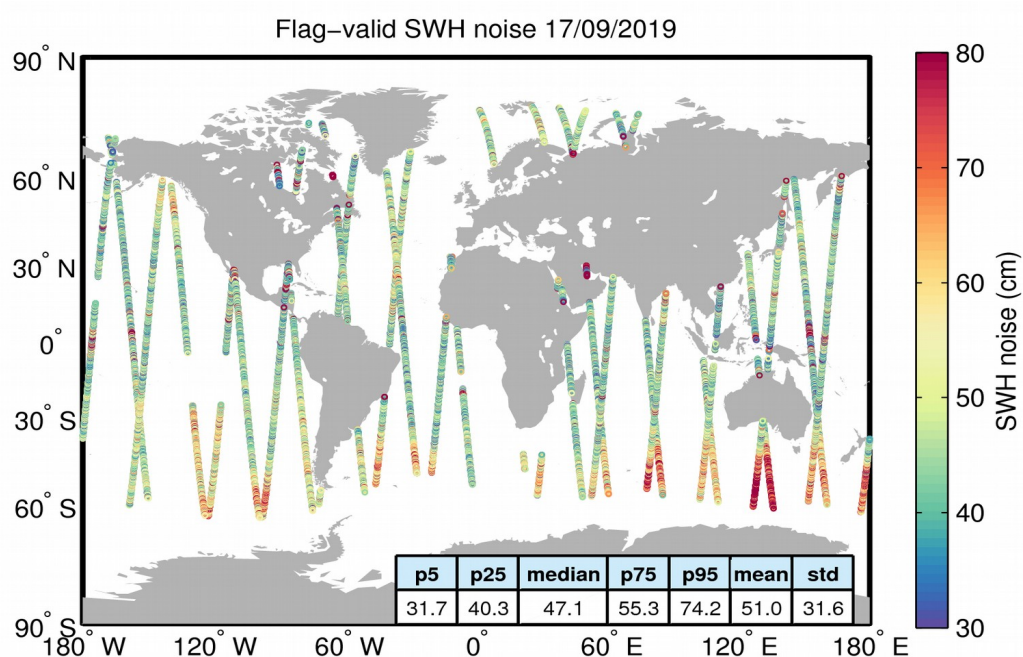 Flag−valid SWH noise 17/09/2019
90° N
60° N
30° N
0°
30° S
60° S
90° S
180° W
120° W
60° W
0°
60° E
120° E
180° E
80
70
60
50
40
30
SWH noise (cm)
p5 p25 median p75 p95 mean std
31.7 40.3 47.1 55.3 74.2 51.0 31.6